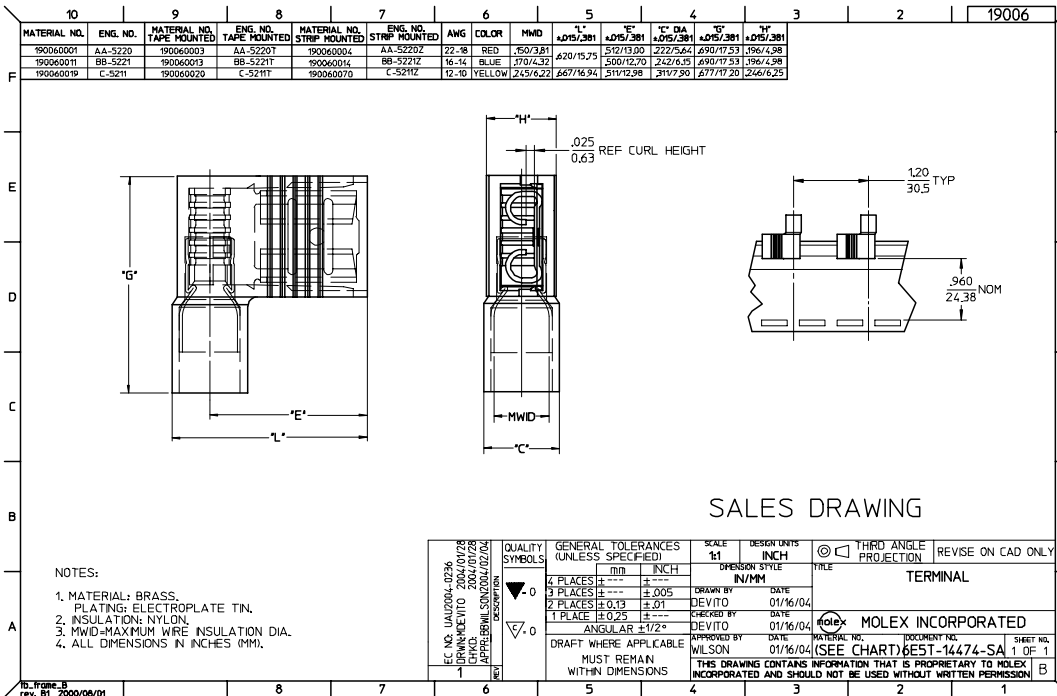 10 9 8 7 6 5 4 3 2 19006
MATERIAL NO. ENG. NO. MATERIAL NO. TAPE MOUNTED ENG. NO. TAPE MOUNTED MATERIAL NO. STRIP MOUNTED ENG. NO. STRIP MOUNTED AWG COLOR MWID "L" ±.015/.381 "E" ±.015/.381 "C" DIA ±.015/.381 "G" ±.015/.381 "H" ±.015/.381
190060001 AA-5220 190060003 AA-5220T 190060004 AA-5220Z 22-18 RED .150/3.81 .620/15.75 .512/13.00 .222/5.64 .690/17.53 .196/4.98
190060011 BB-5221 190060013 BB-5221T 190060014 BB-5221Z 16-14 BLUE .170/4.32 .500/12.70 .242/6.15 .690/17.53 .196/4.98
190060019 C-5211 190060020 C-5211T 190060070 C-5211Z 12-10 YELLOW .245/6.22 .667/16.94 .511/12.98 .311/7.90 .677/17.20 .246/6.25
F
E
D
C
B
A
"H"
.025
0.63 REF CURL HEIGHT
1.20
30.5 TYP
"G"
.960
24.38 NOM
"E"
"L"
MWID
"C"
SALES DRAWING
NOTES:
1. MATERIAL: BRASS.
PLATING: ELECTROPLATE TIN.
2. INSULATION: NYLON.
3. MWID=MAXIMUM WIRE INSULATION DIA.
4. ALL DIMENSIONS IN INCHES (MM).
EC NO: UAU2004-0236
DRWN:MDEVITO 2004/01/28
CH'KD: 2004/01/28
APPR:BBWILSON 2004/02/04
DESCRIPTION
1 REV
QUALITY SYMBOLS
= 0
C = 0
GENERAL TOLERANCES
(UNLESS SPECIFIED)
mm INCH
4 PLACES ±--- ±---
3 PLACES ±--- ±.005
2 PLACES ±0.13 ±.01
1 PLACE ±0.25 ±---
ANGULAR ±1/2°
DRAFT WHERE APPLICABLE
MUST REMAIN
WITHIN DIMENSIONS
SCALE 1:1
DESIGN UNITS INCH
THIRD ANGLE PROJECTION
REVISE ON CAD ONLY
DIMENSION STYLE
IN/MM
TITLE
TERMINAL
DRAWN BY DATE
DEVITO 01/16/04
CHECKED BY DATE
DEVITO 01/16/04
molex MOLEX INCORPORATED
APPROVED BY DATE
WILSON 01/16/04
MATERIAL NO.
(SEE CHART)
DOCUMENT NO.
6E5T-14474-SA
SHEET NO.
1 OF 1
THIS DRAWING CONTAINS INFORMATION THAT IS PROPRIETARY TO MOLEX
INCORPORATED AND SHOULD NOT BE USED WITHOUT WRITTEN PERMISSION
B
tb_frame_B
rev. B1 2000/08/01
8 7 6 5 4 3 2 1